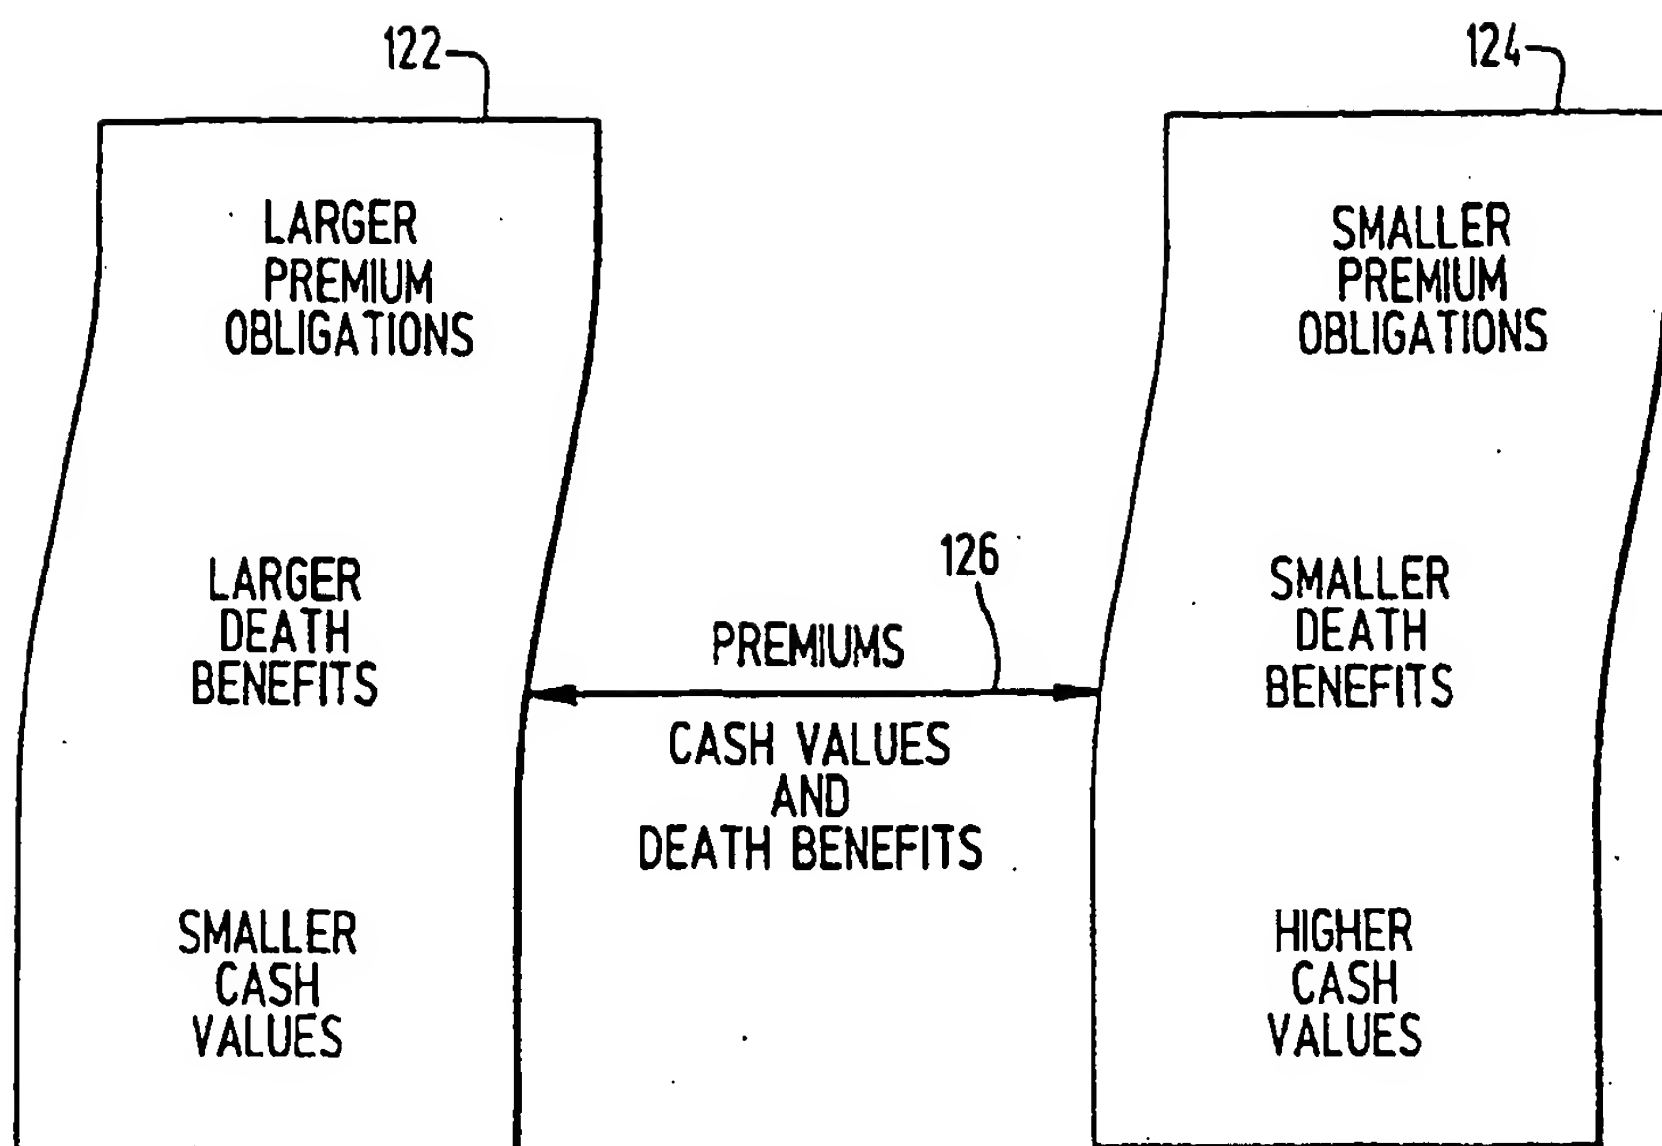 122
LARGER
PREMIUM
OBLIGATIONS
LARGER
DEATH
BENEFITS
SMALLER
CASH
VALUES
126
PREMIUMS
CASH VALUES
AND
DEATH BENEFITS
124
SMALLER
PREMIUM
OBLIGATIONS
SMALLER
DEATH
BENEFITS
HIGHER
CASH
VALUES